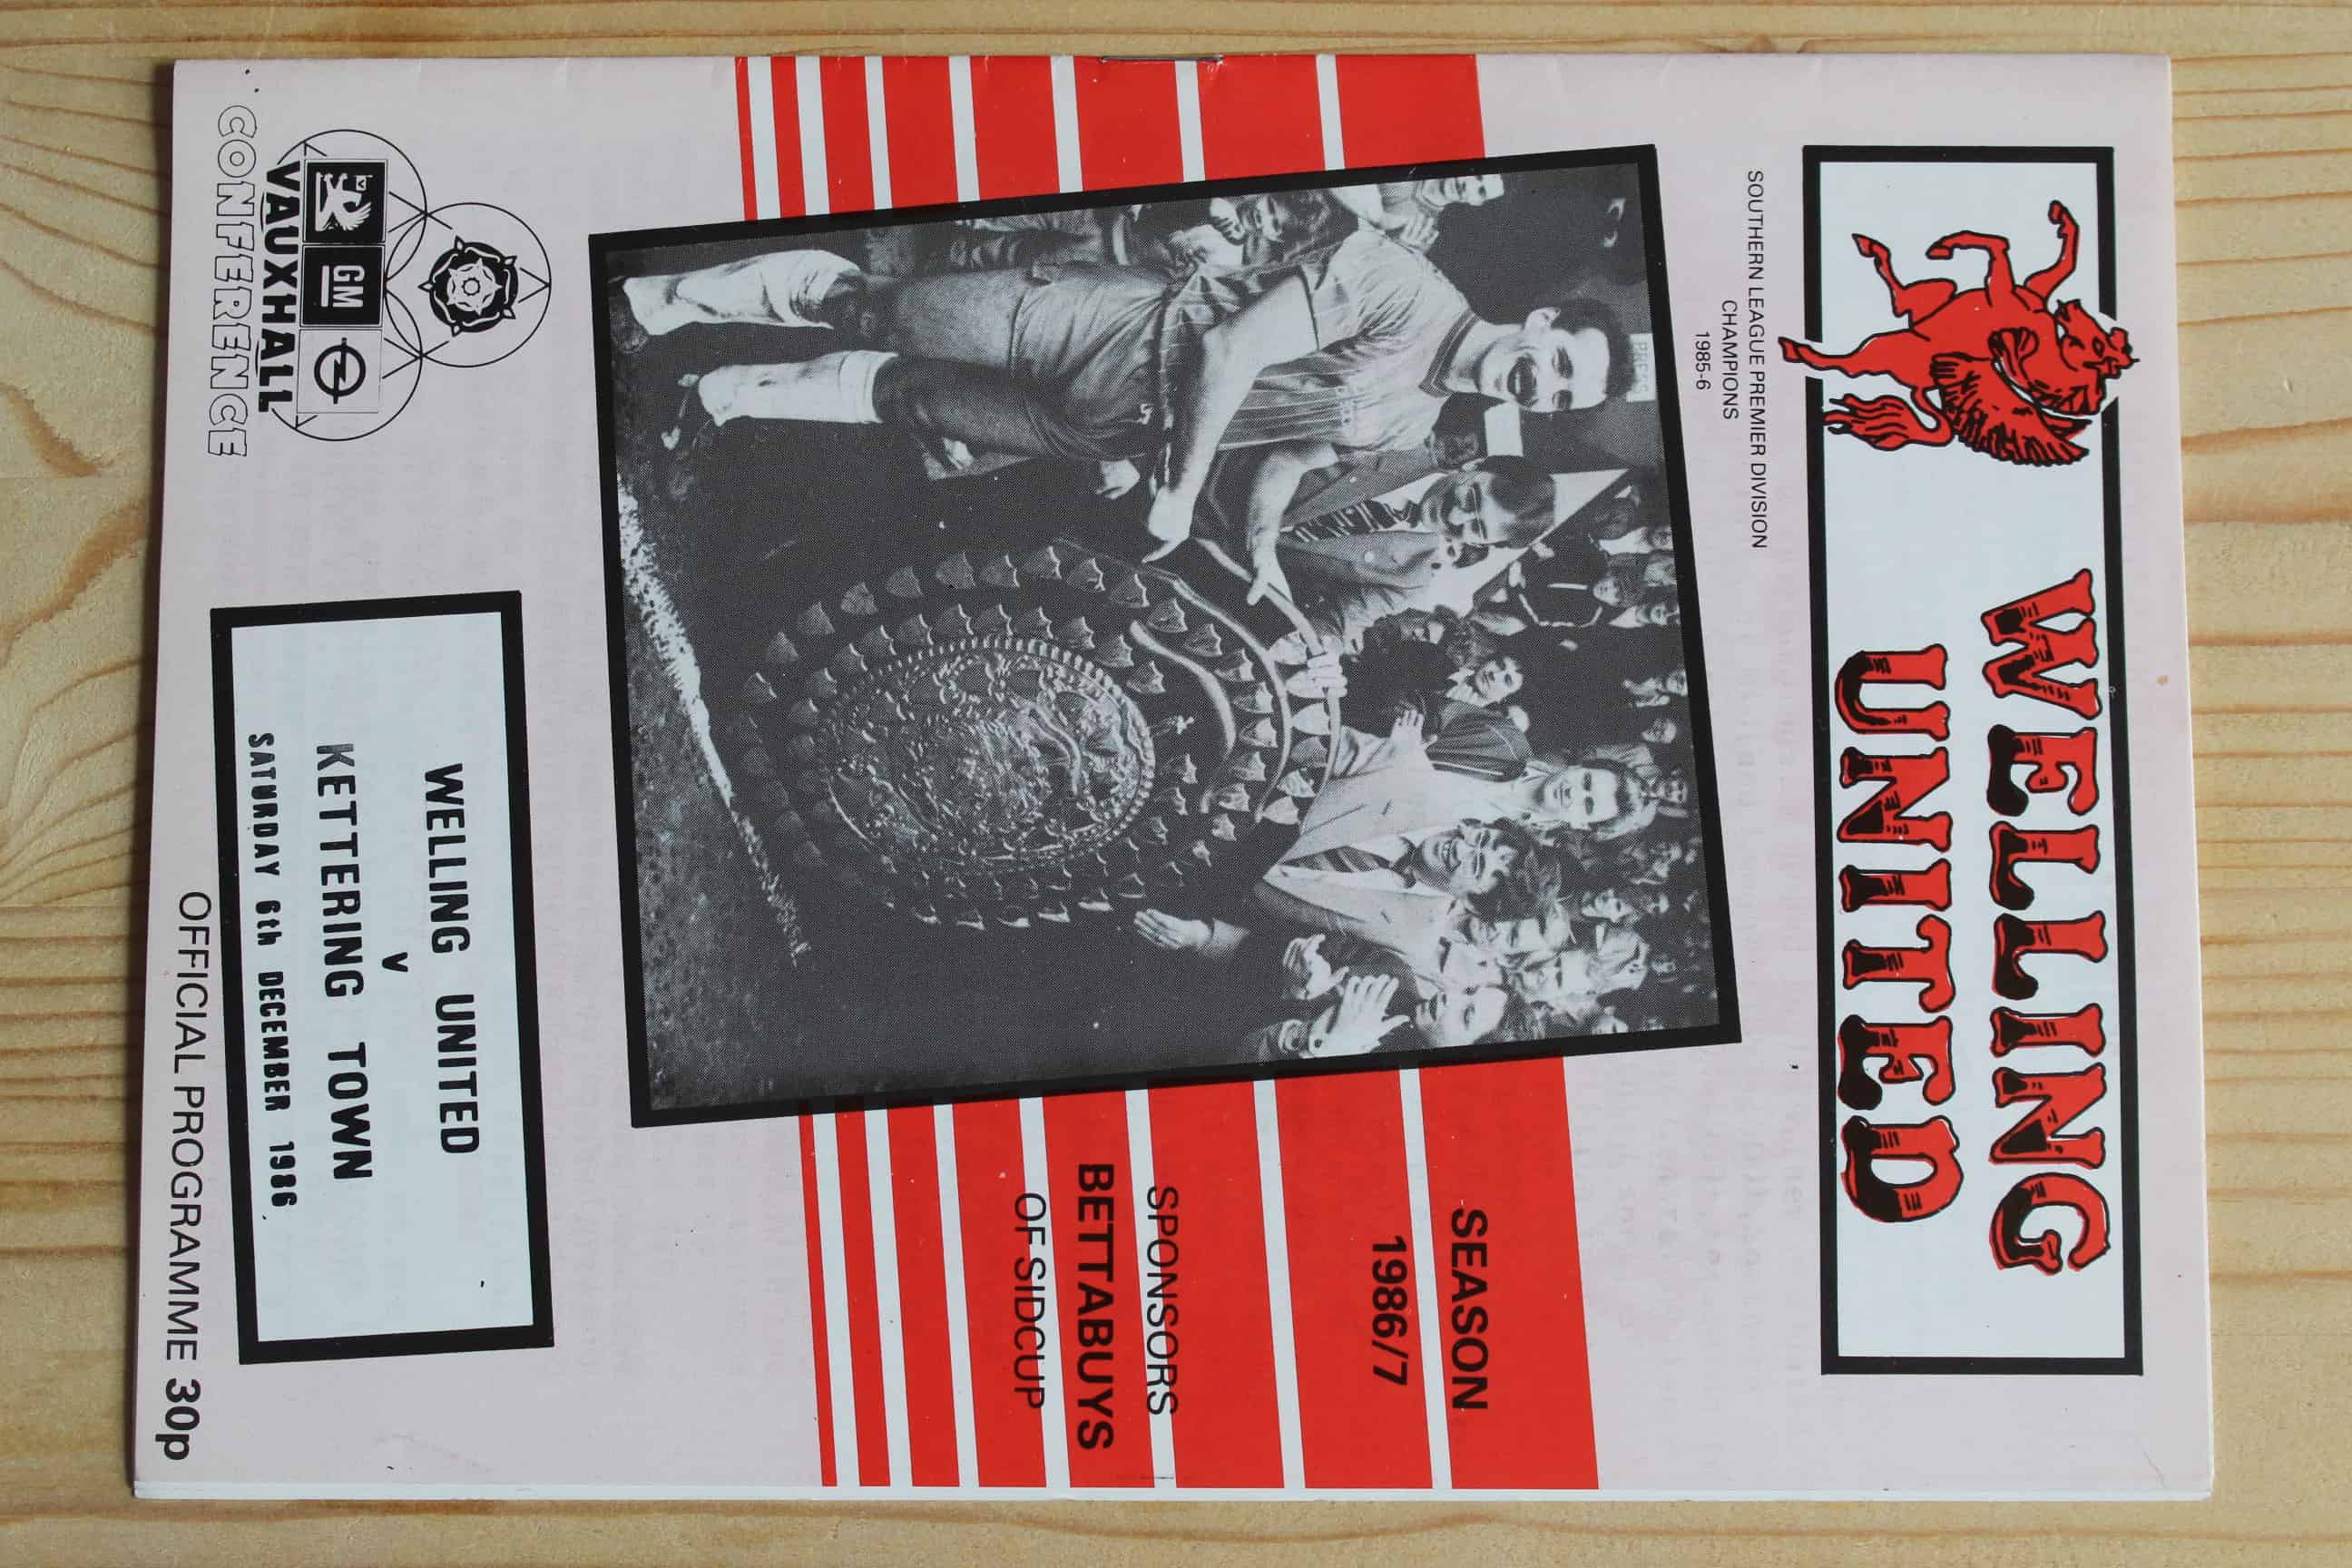 WELLING
UNITED
SOUTHERN LEAGUE PREMIER DIVISION
CHAMPIONS
1985-6
PRESS
SEASON
1986/7
SPONSORS
BETTABUYS
OF SIDCUP
GM
VAUXHALL
CONFERENCE
WELLING UNITED
v
KETTERING TOWN
SATURDAY 6th DECEMBER 1986
OFFICIAL PROGRAMME 30p